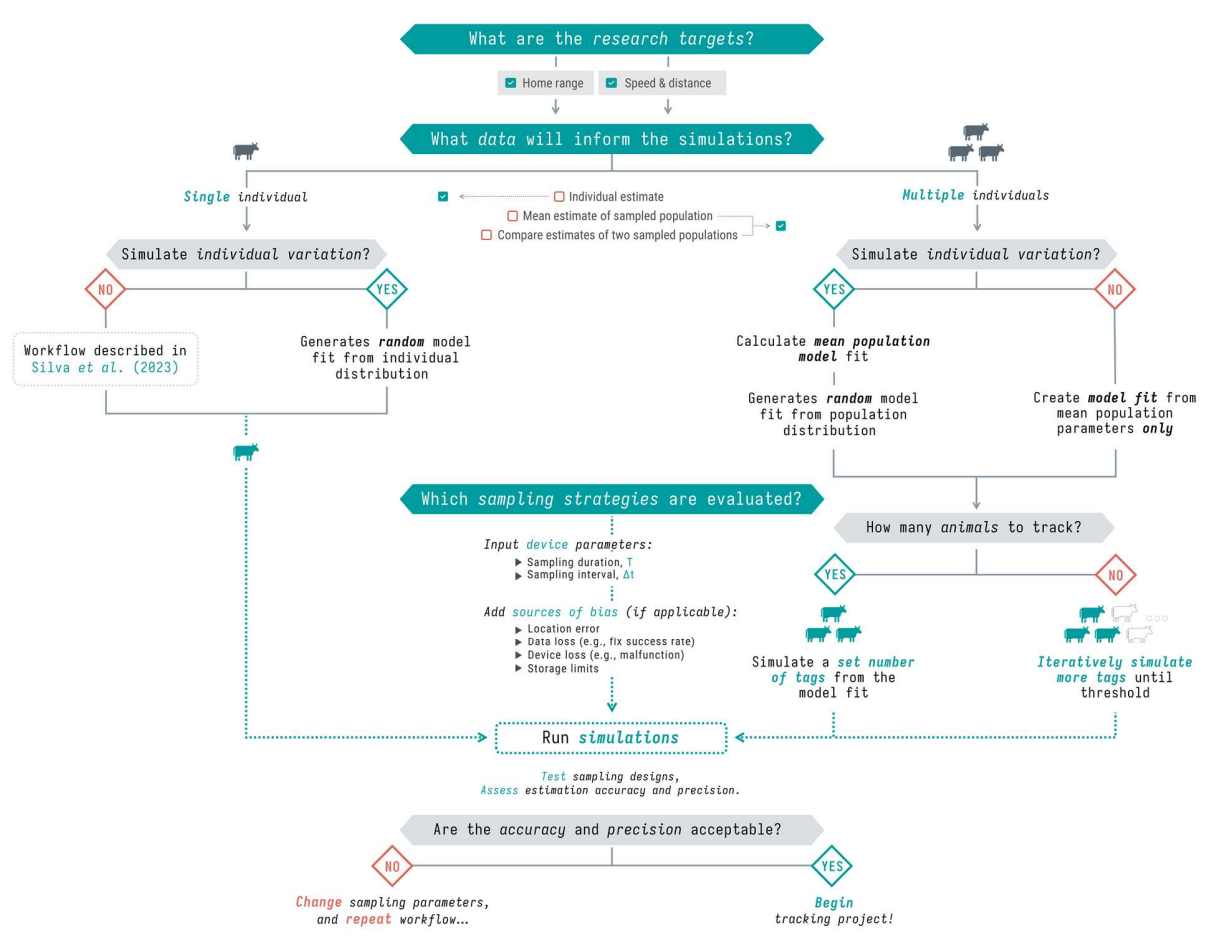 What are the research targets?
Home range
Speed & distance
What data will inform the simulations?
Single individual
Individual estimate
Mean estimate of sampled population
Compare estimates of two sampled populations
Multiple individuals
Simulate individual variation?
NO
YES
Workflow described in
Silva et al. (2023)
Generates random model
fit from individual
distribution
Simulate individual variation?
YES
NO
Calculate mean population
model fit
Generates random model
fit from population
distribution
Create model fit from
mean population
parameters only
Which sampling strategies are evaluated?
Input device parameters:
Sampling duration, T
Sampling interval, Δt
Add sources of bias (if applicable):
Location error
Data loss (e.g., fix success rate)
Device loss (e.g., malfunction)
Storage limits
How many animals to track?
YES
NO
Simulate a set number
of tags from the
model fit
Iteratively simulate
more tags until
threshold
Run simulations
Test sampling designs,
Assess estimation accuracy and precision.
Are the accuracy and precision acceptable?
NO
YES
Change sampling parameters,
and repeat workflow...
Begin
tracking project!